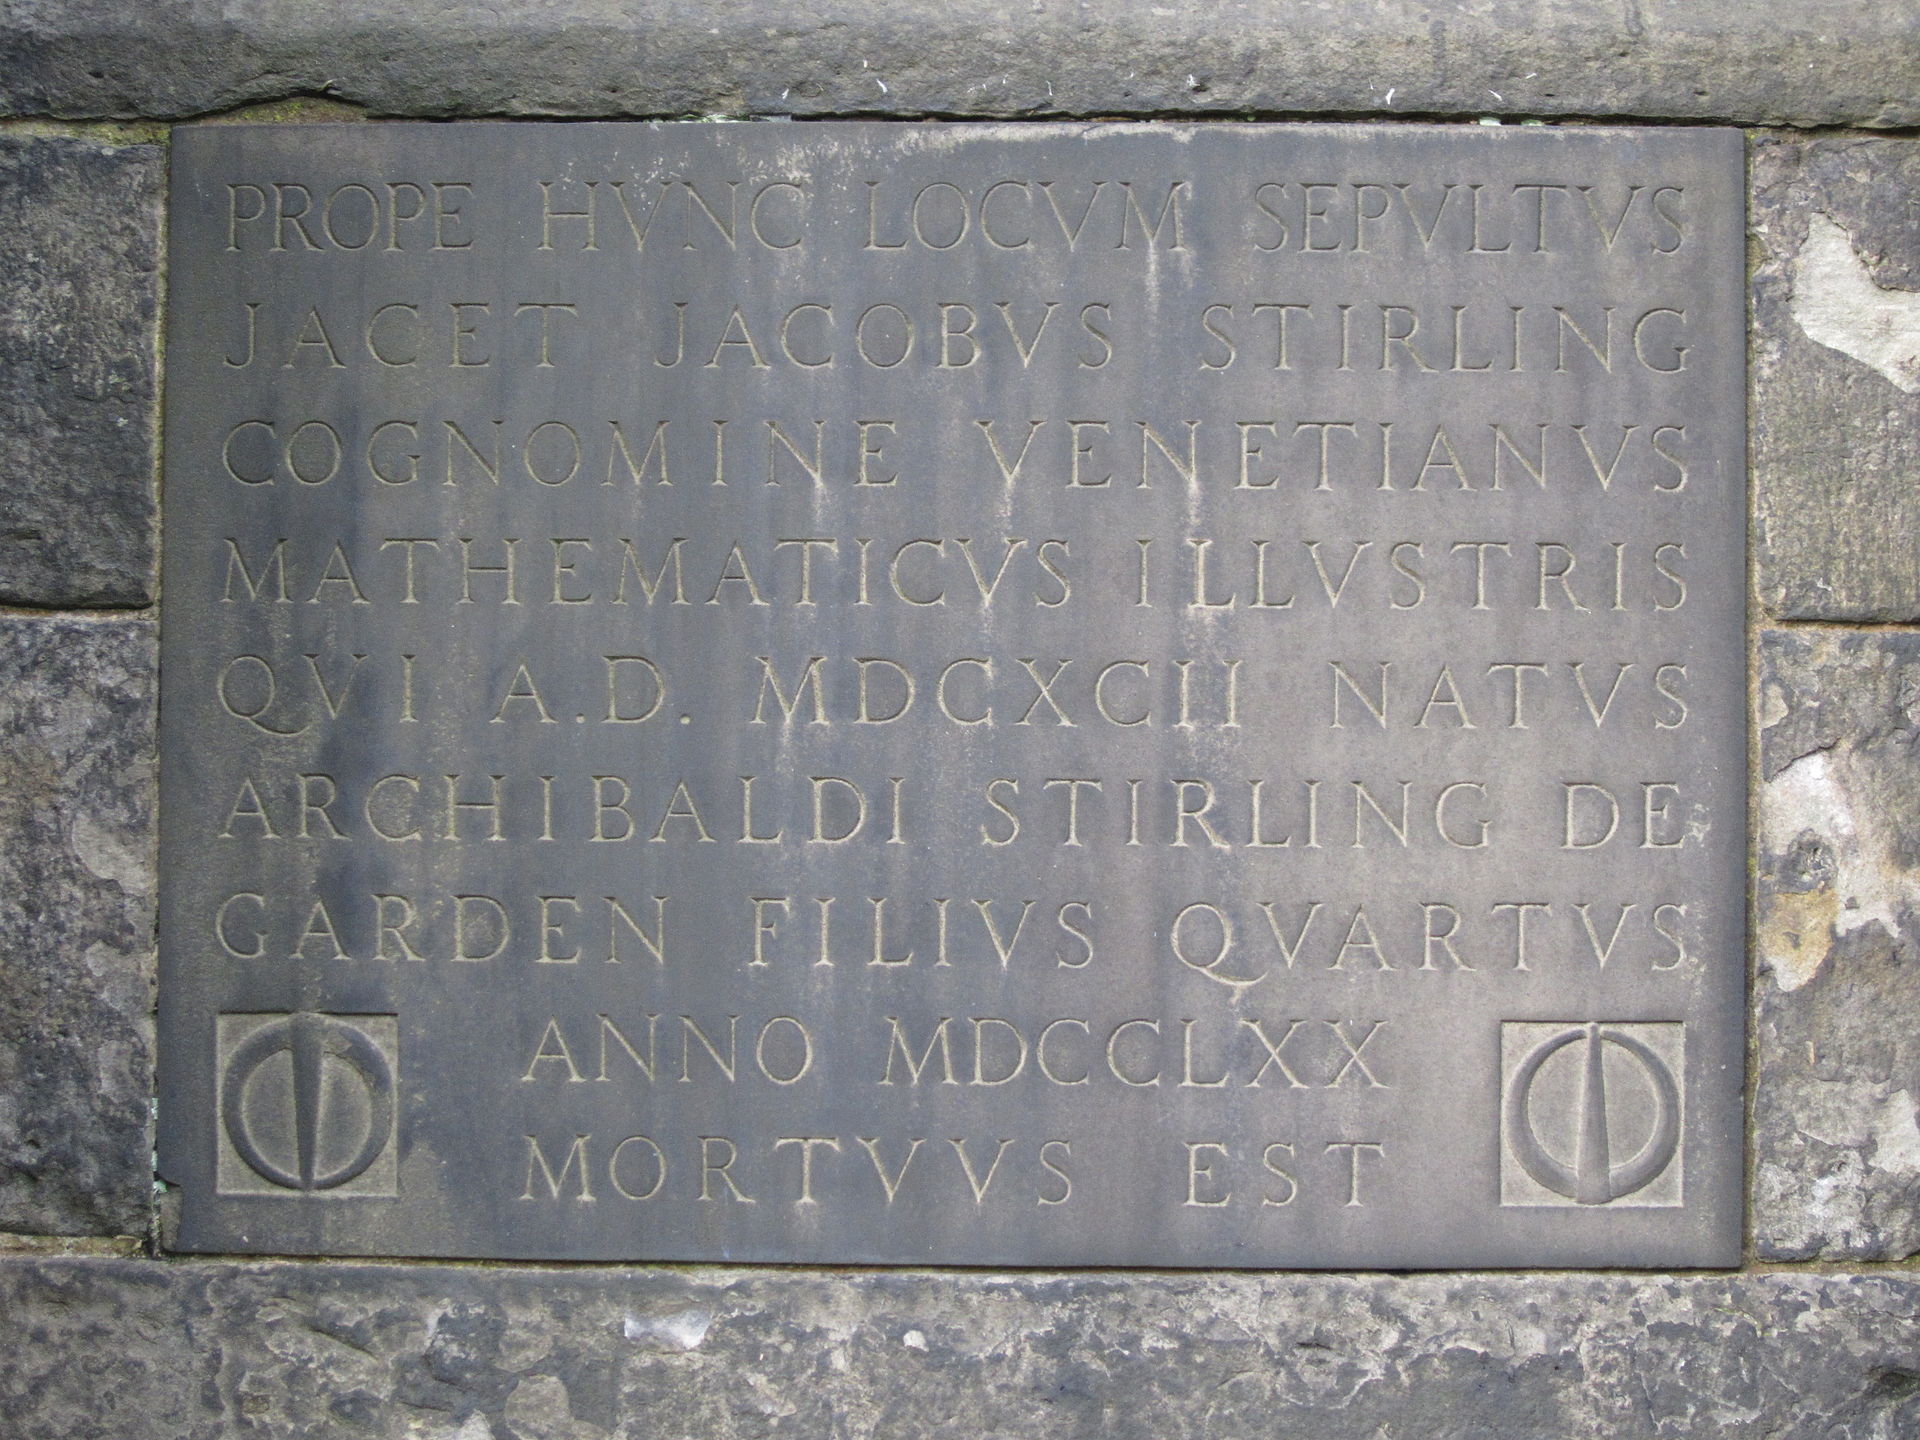 PROPE HVNC LOCVM SEPVLTVS
JACET JACOBVS STIRLING
COGNOMINE VENETIANVS
MATHEMATICVS ILLVSTRIS
QVI A.D. MDCXCII NATVS
ARCHIBALDI STIRLING DE
GARDEN FILIVS QVARTVS
ANNO MDCCLXX
MORTVVS EST